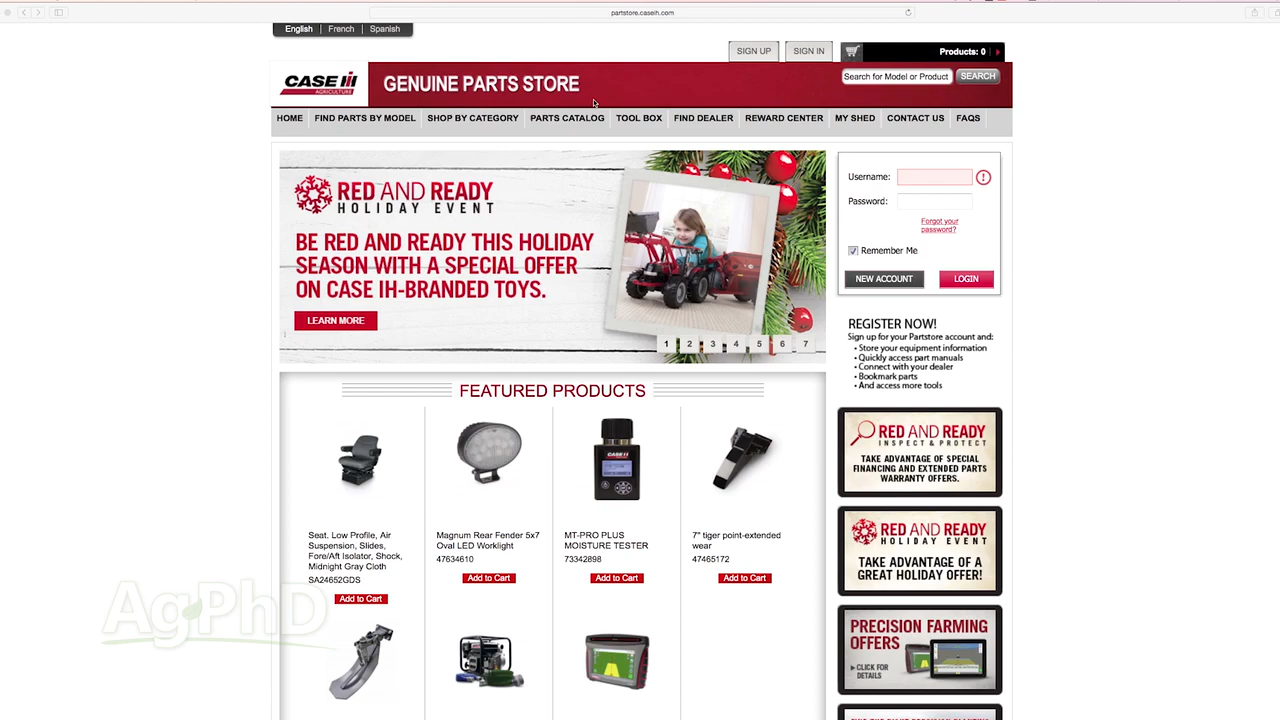 partstore.caseih.com
English French Spanish
SIGN UP SIGN IN Products: 0
CASE IH
AGRICULTURE
GENUINE PARTS STORE
Search for Model or Product SEARCH
HOME FIND PARTS BY MODEL SHOP BY CATEGORY PARTS CATALOG TOOL BOX FIND DEALER REWARD CENTER MY SHED CONTACT US FAQS
RED AND READY
HOLIDAY EVENT
BE RED AND READY THIS HOLIDAY
SEASON WITH A SPECIAL OFFER
ON CASE IH-BRANDED TOYS.
LEARN MORE
1 2 3 4 5 6 7
Username:
Password:
Forgot your
password?
Remember Me
NEW ACCOUNT LOGIN
REGISTER NOW!
Sign up for your Partstore account and:
• Store your equipment information
• Quickly access part manuals
• Connect with your dealer
• Bookmark parts
• And access more tools
FEATURED PRODUCTS
Seat. Low Profile, Air
Suspension, Slides,
Fore/Aft Isolator, Shock,
Midnight Gray Cloth
SA24652GDS
Add to Cart
Magnum Rear Fender 5x7
Oval LED Worklight
47634610
Add to Cart
CASE IH
MT-PRO PLUS
MOISTURE TESTER
73342898
Add to Cart
7" tiger point-extended
wear
47465172
Add to Cart
RED AND READY
INSPECT & PROTECT
TAKE ADVANTAGE OF SPECIAL
FINANCING AND EXTENDED PARTS
WARRANTY OFFERS.
RED AND READY
HOLIDAY EVENT
TAKE ADVANTAGE OF A
GREAT HOLIDAY OFFER!
PRECISION FARMING
OFFERS
CLICK FOR
DETAILS
AgPhD